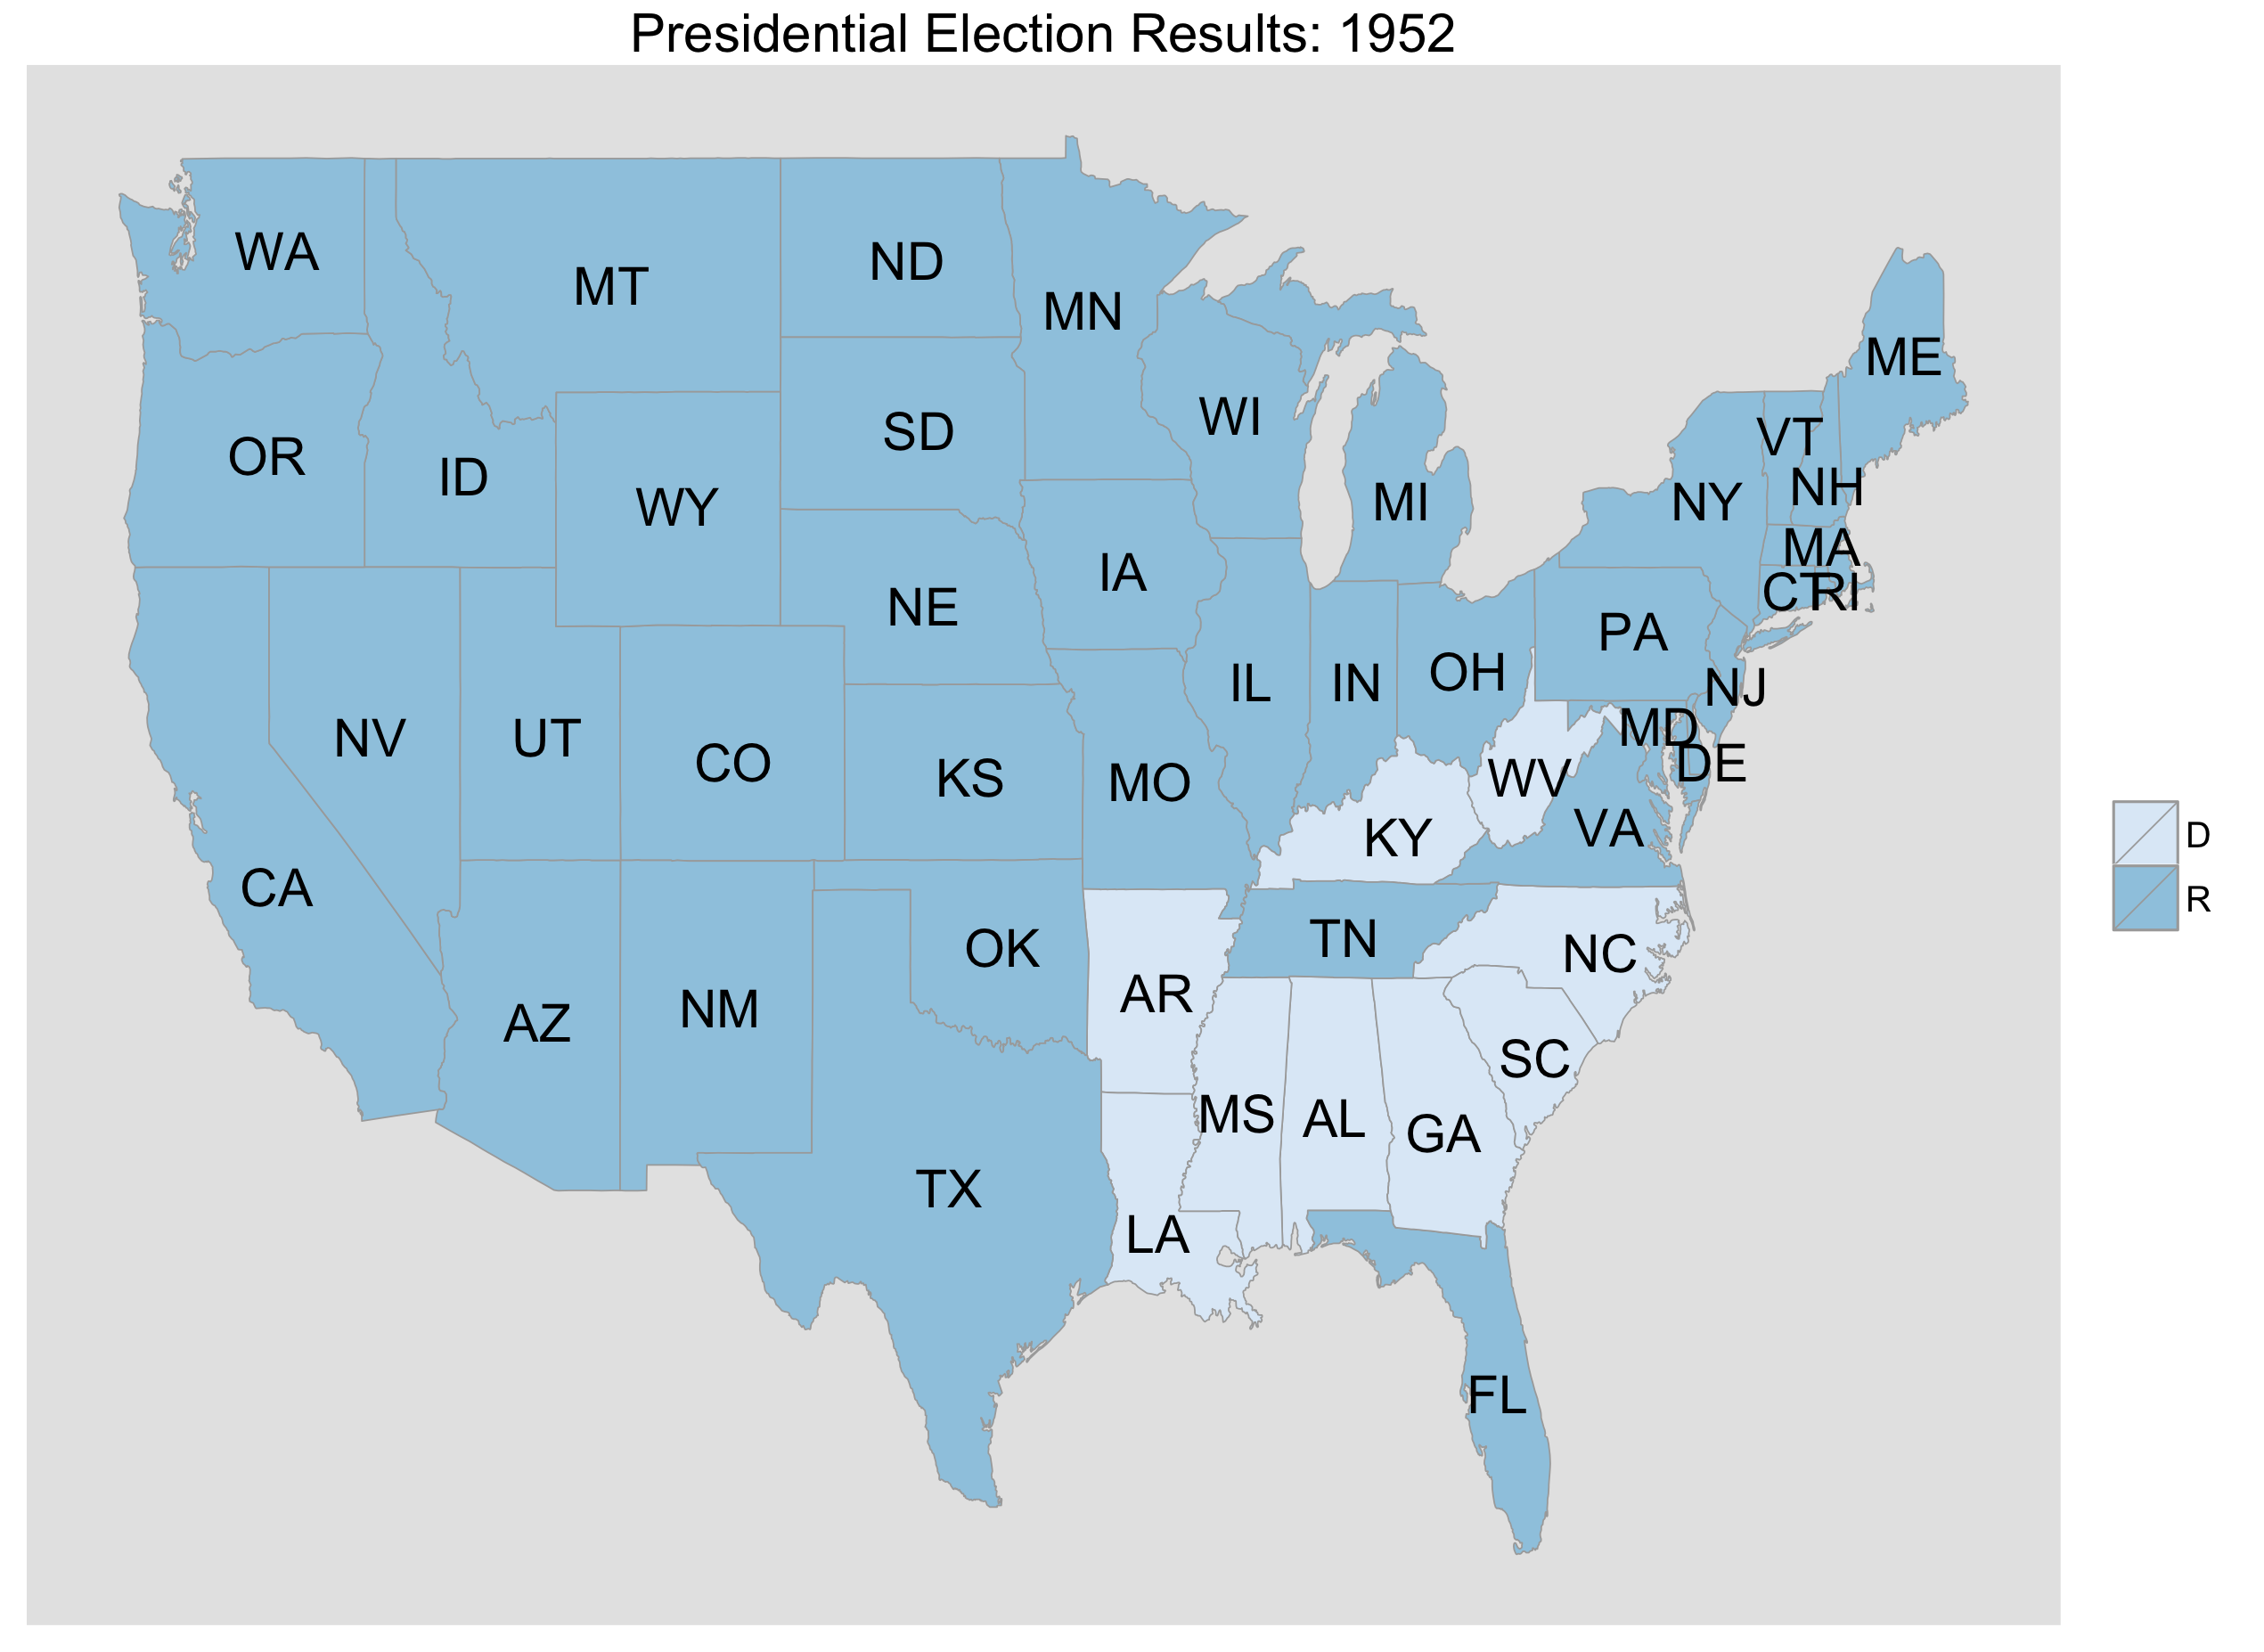 Presidential Election Results: 1952
WA
MT
ND
MN
ME
OR
ID
WY
SD
WI
MI
NY
VT
NH
MA
CT
RI
IA
NE
PA
NJ
IL
IN
OH
NV
UT
CO
KS
MO
MD
DE
WV
VA
KY
D
R
CA
OK
TN
NC
AR
AZ
NM
SC
MS
AL
GA
TX
LA
FL